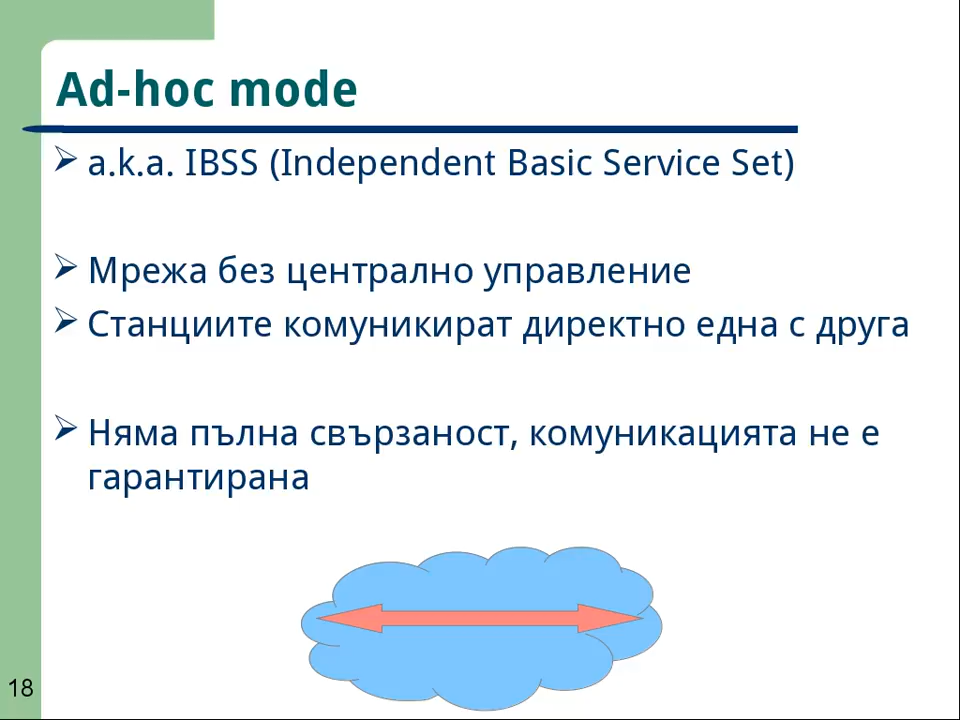 Ad-hoc mode
a.k.a. IBSS (Independent Basic Service Set)
Мрежа без централно управление
Станциите комуникират директно една с друга
Няма пълна свързаност, комуникацията не е
гарантирана
18